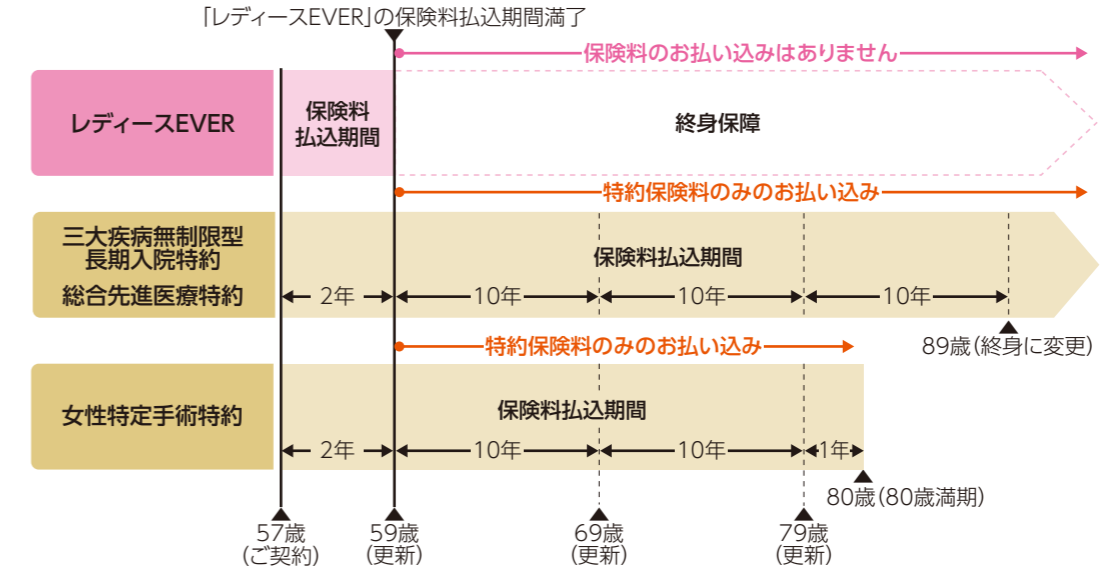 「レディースEVER」の保険料払込期間満了
保険料のお払い込みはありません
レディースEVER
保険料
払込期間
終身保障
特約保険料のみのお払い込み
三大疾病無制限型
長期入院特約
総合先進医療特約
保険料払込期間
2年
10年
10年
10年
89歳(終身に変更)
特約保険料のみのお払い込み
女性特定手術特約
保険料払込期間
2年
10年
10年
1年
80歳(80歳満期)
57歳
(ご契約)
59歳
(更新)
69歳
(更新)
79歳
(更新)